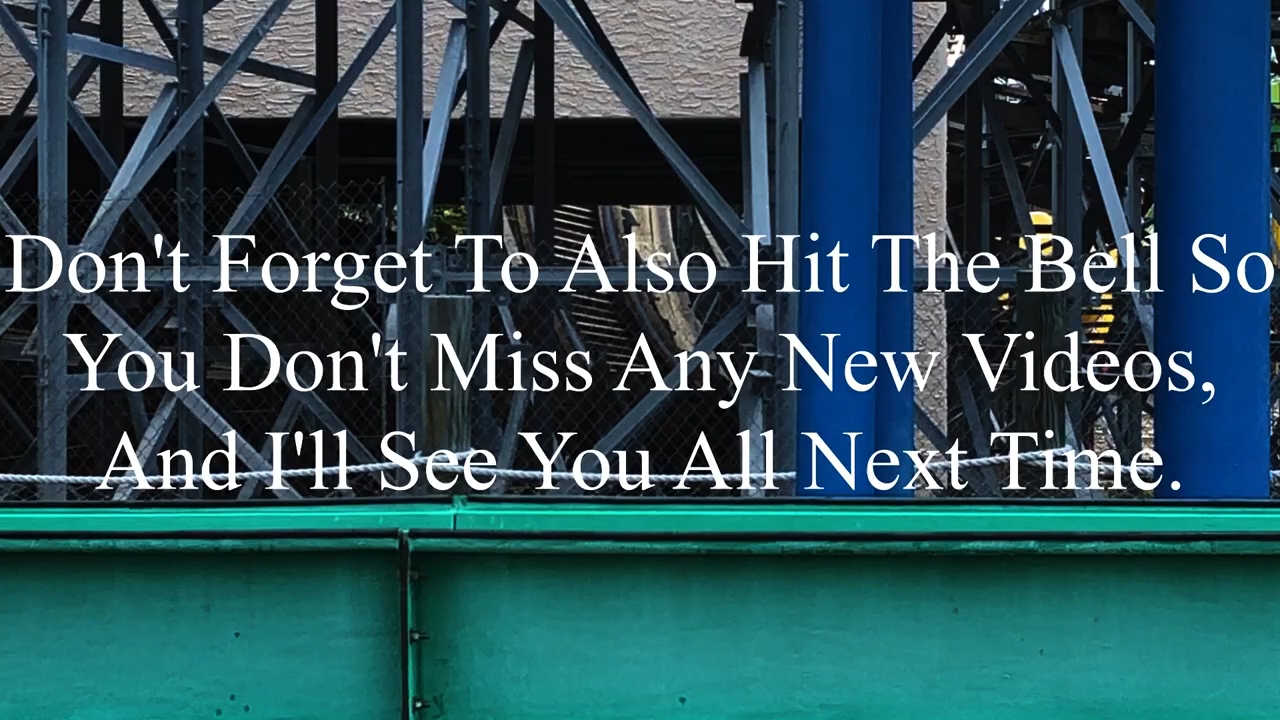 Don't Forget To Also Hit The Bell So
You Don't Miss Any New Videos,
And I'll See You All Next Time.